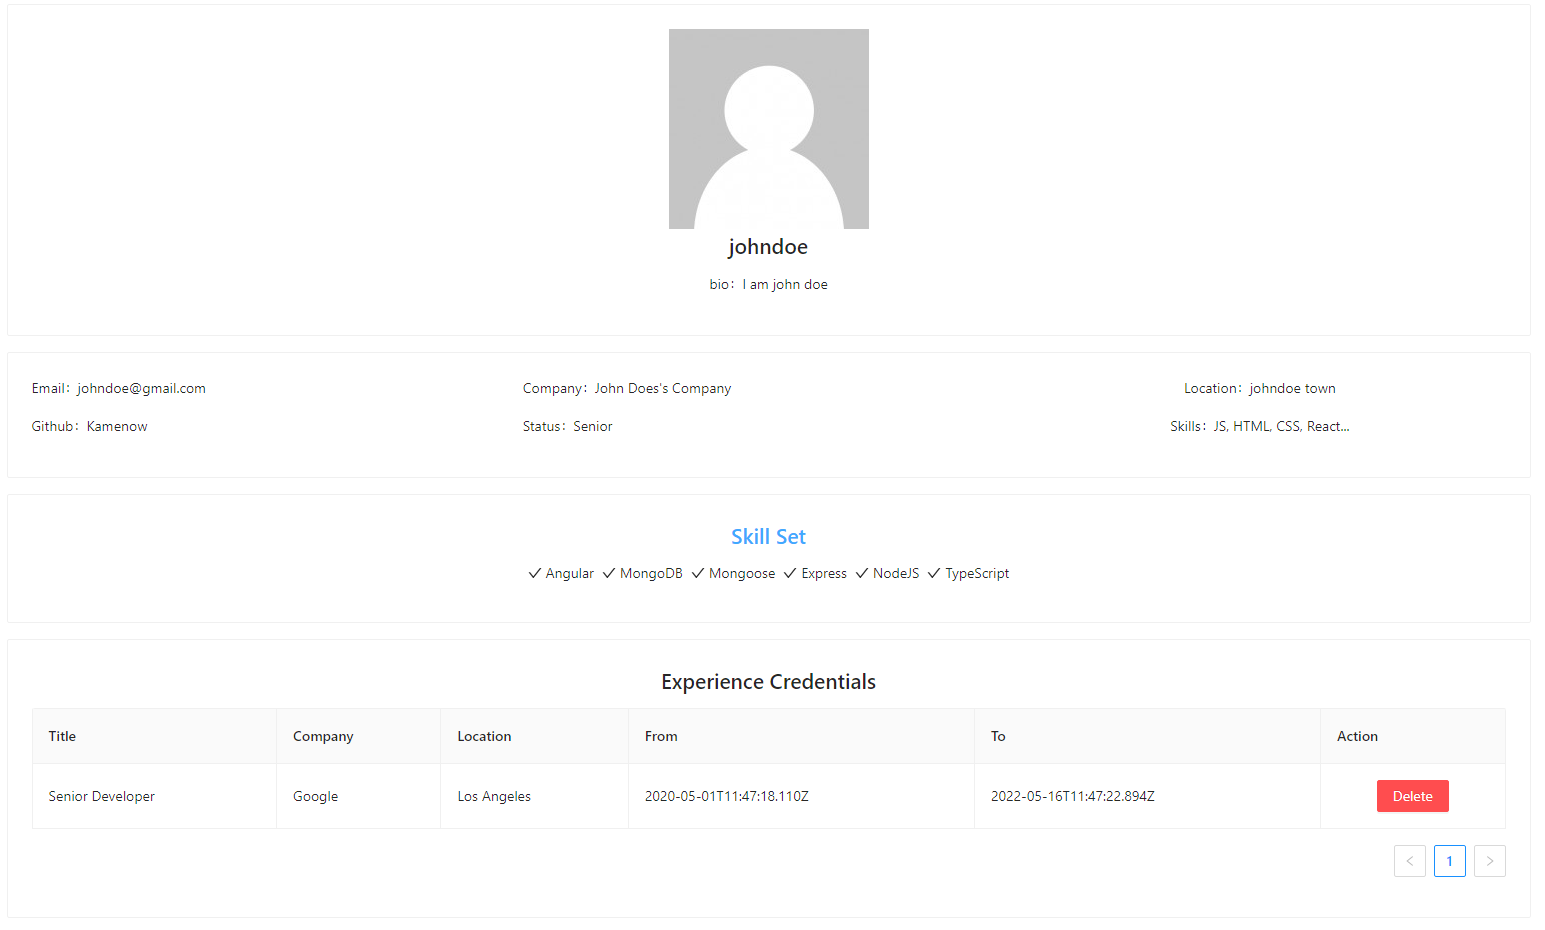 johndoe
bio: I am john doe
Email: johndoe@gmail.com Company: John Does's Company Location: johndoe town
Github: Kamenow Status: Senior Skills: JS, HTML, CSS, React...
Skill Set
Angular MongoDB Mongoose Express NodeJS TypeScript
Experience Credentials
Title Company Location From To Action
Senior Developer Google Los Angeles 2020-05-01T11:47:18.110Z 2022-05-16T11:47:22.894Z Delete
< 1 >